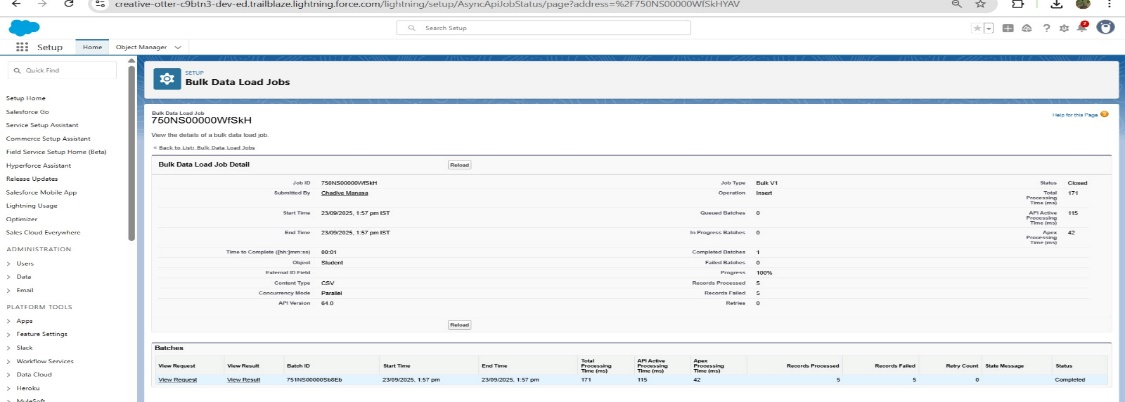 creative-otter-c9btn3-dev-ed.trailblaze.lightning.force.com/lightning/setup/AsyncApiJobStatus/page?address=%2F750NS00000WfSkHYAV
Search Setup
Setup Home Object Manager
Quick Find
Setup Home
Salesforce Go
Service Setup Assistant
Commerce Setup Assistant
Field Service Setup Home (Beta)
Hyperforce Assistant
Release Updates
Salesforce Mobile App
Lightning Usage
Optimizer
Sales Cloud Everywhere
ADMINISTRATION
> Users
> Data
> Email
PLATFORM TOOLS
> Apps
> Feature Settings
> Slack
> Workflow Services
> Data Cloud
> Heroku
> MuleSoft
SETUP
Bulk Data Load Jobs
Bulk Data Load Job
750NS00000WfSkH
Help for this Page
View the details of a bulk data load job.
« Back to List: Bulk Data Load Jobs
Bulk Data Load Job Detail Reload
Job ID 750NS00000WfSkH Job Type Bulk V1 Status Closed
Submitted By Chadive Manasa Operation Insert Total Processing Time (ms) 171
Start Time 23/09/2025, 1:57 pm IST Queued Batches 0 API Active Processing Time (ms) 115
End Time 23/09/2025, 1:57 pm IST In Progress Batches 0 Apex Processing Time (ms) 42
Time to Complete ([hh:]mm:ss) 00:01 Completed Batches 1
Object Student Failed Batches 0
External ID Field Progress 100%
Content Type CSV Records Processed 5
Concurrency Mode Parallel Records Failed 5
API Version 64.0 Retries 0
Reload
Batches
View Request View Result Batch ID Start Time End Time Total Processing Time (ms) API Active Processing Time (ms) Apex Processing Time (ms) Records Processed Records Failed Retry Count State Message Status
View Request View Result 751NS00000Sb8Eb 23/09/2025, 1:57 pm 23/09/2025, 1:57 pm 171 115 42 5 5 0 Completed